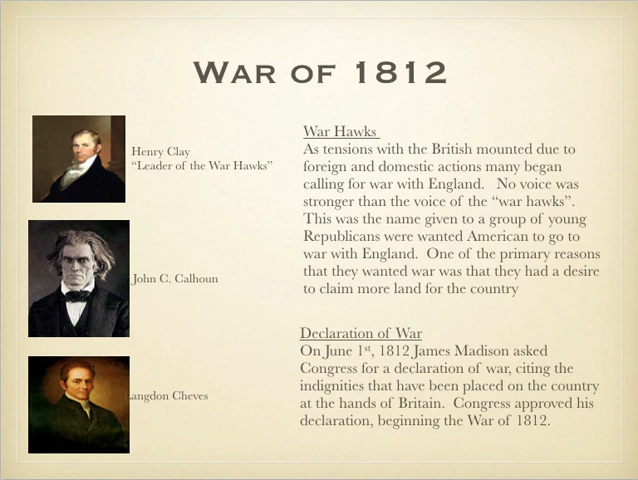 WAR OF 1812
Henry Clay
“Leader of the War Hawks”
John C. Calhoun
Langdon Cheves
War Hawks
As tensions with the British mounted due to
foreign and domestic actions many began
calling for war with England.   No voice was
stronger than the voice of the “war hawks”.
This was the name given to a group of young
Republicans were wanted American to go to
war with England.  One of the primary reasons
that they wanted war was that they had a desire
to claim more land for the country
Declaration of War
On June 1st, 1812 James Madison asked
Congress for a declaration of war, citing the
indignities that have been placed on the country
at the hands of Britain.  Congress approved his
declaration, beginning the War of 1812.